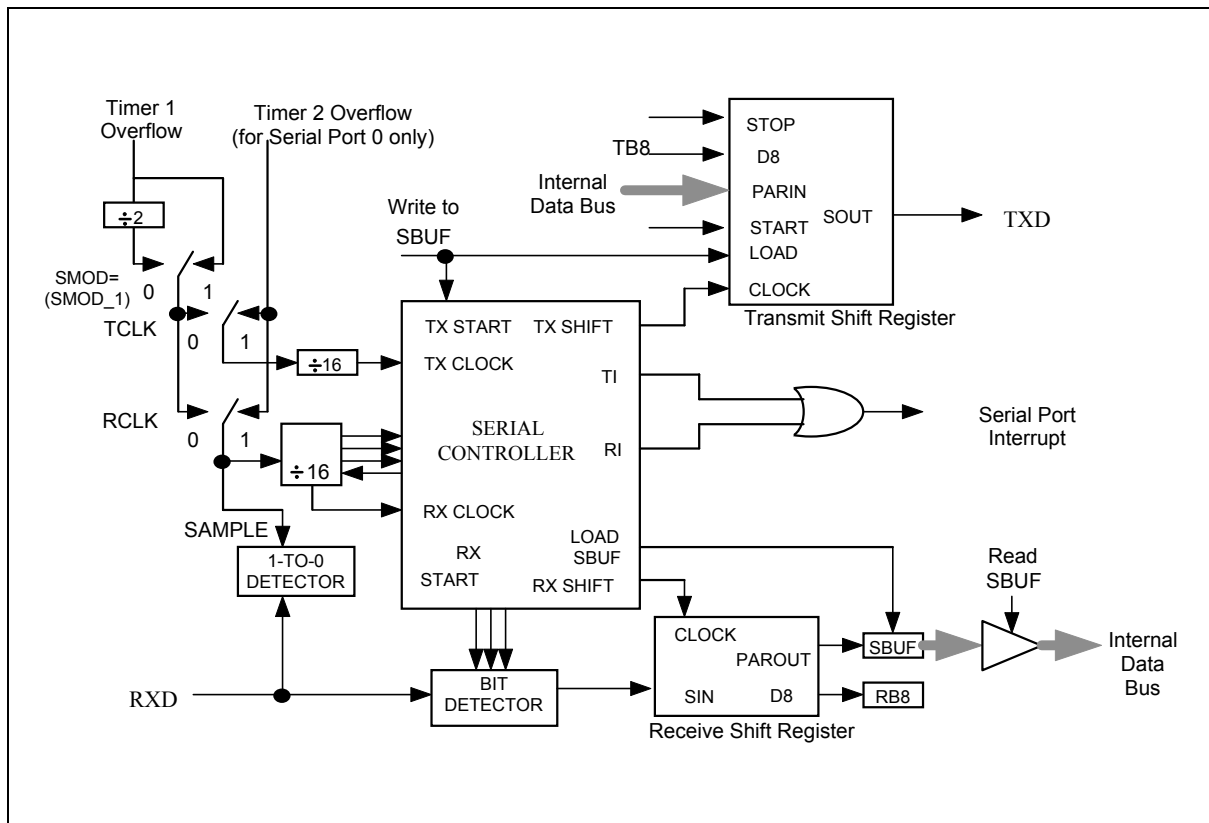 Timer 1
Overflow
Timer 2 Overflow
(for Serial Port 0 only)
÷2
SMOD=
(SMOD_1)
0
1
TCLK
0
1
÷16
RCLK
0
1
÷16
SAMPLE
1-TO-0
DETECTOR
RXD
BIT
DETECTOR
Write to
SBUF
TX START
TX SHIFT
TX CLOCK
TI
SERIAL
CONTROLLER
RI
RX CLOCK
LOAD
SBUF
RX
START
RX SHIFT
TB8
Internal
Data Bus
STOP
D8
PARIN
SOUT
START
LOAD
CLOCK
Transmit Shift Register
TXD
Serial Port
Interrupt
CLOCK
PAROUT
SIN
D8
Receive Shift Register
SBUF
RB8
Read
SBUF
Internal
Data
Bus